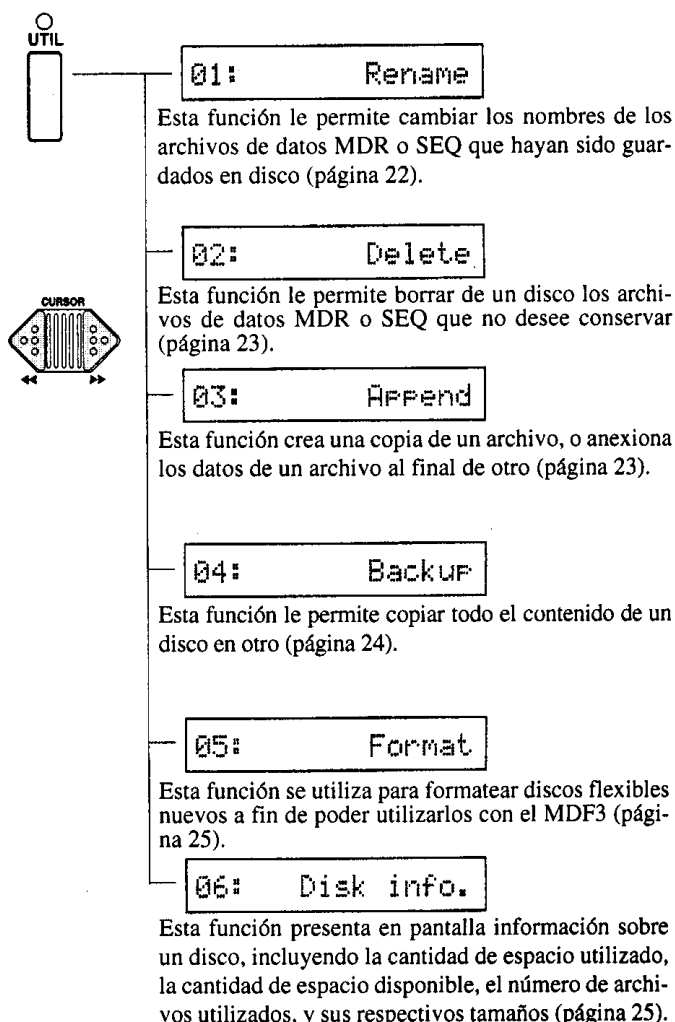 UTIL
01: Rename
Esta función le permite cambiar los nombres de los
archivos de datos MDR o SEQ que hayan sido guar-
dados en disco (página 22).
02: Delete
Esta función le permite borrar de un disco los archi-
vos de datos MDR o SEQ que no desee conservar
(página 23).
CURSOR
03: Append
Esta función crea una copia de un archivo, o anexiona
los datos de un archivo al final de otro (página 23).
04: Backup
Esta función le permite copiar todo el contenido de un
disco en otro (página 24).
05: Format
Esta función se utiliza para formatear discos flexibles
nuevos a fin de poder utilizarlos con el MDF3 (pági-
na 25).
06: Disk info.
Esta función presenta en pantalla información sobre
un disco, incluyendo la cantidad de espacio utilizado,
la cantidad de espacio disponible, el número de archi-
vos utilizados, y sus respectivos tamaños (página 25).